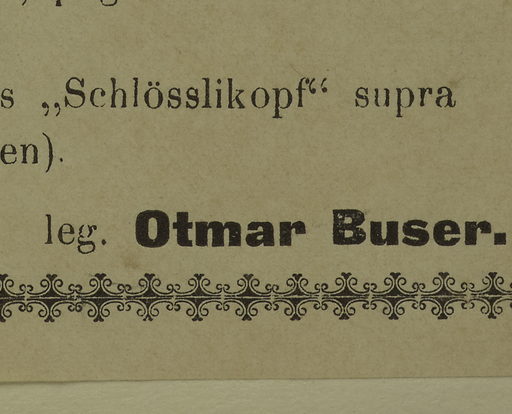 s „Schlösslikopf“ supra
en).
leg. Otmar Buser.